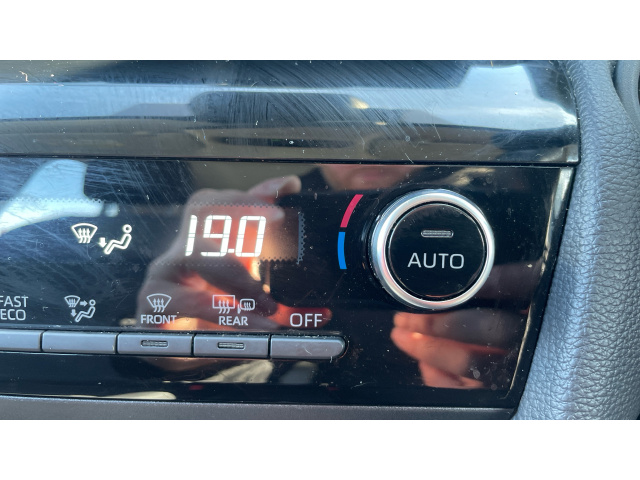 19.0
AUTO
FAST
ECO
FRONT
REAR
OFF